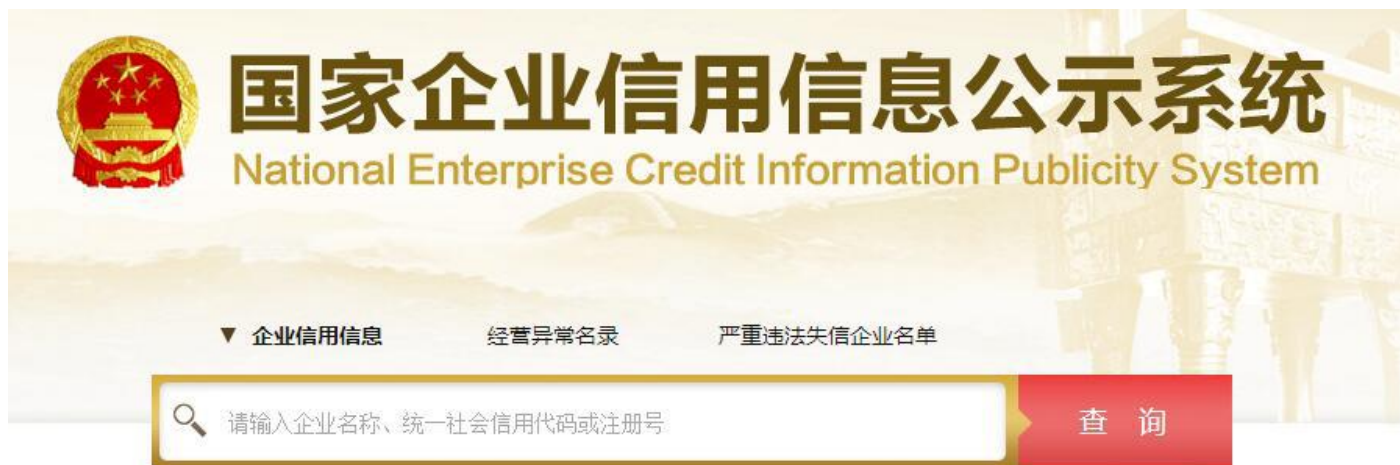 国家企业信用信息公示系统
National Enterprise Credit Information Publicity System
▼ 企业信用信息 经营异常名录 严重违法失信企业名单
请输入企业名称、统一社会信用代码或注册号 查 询